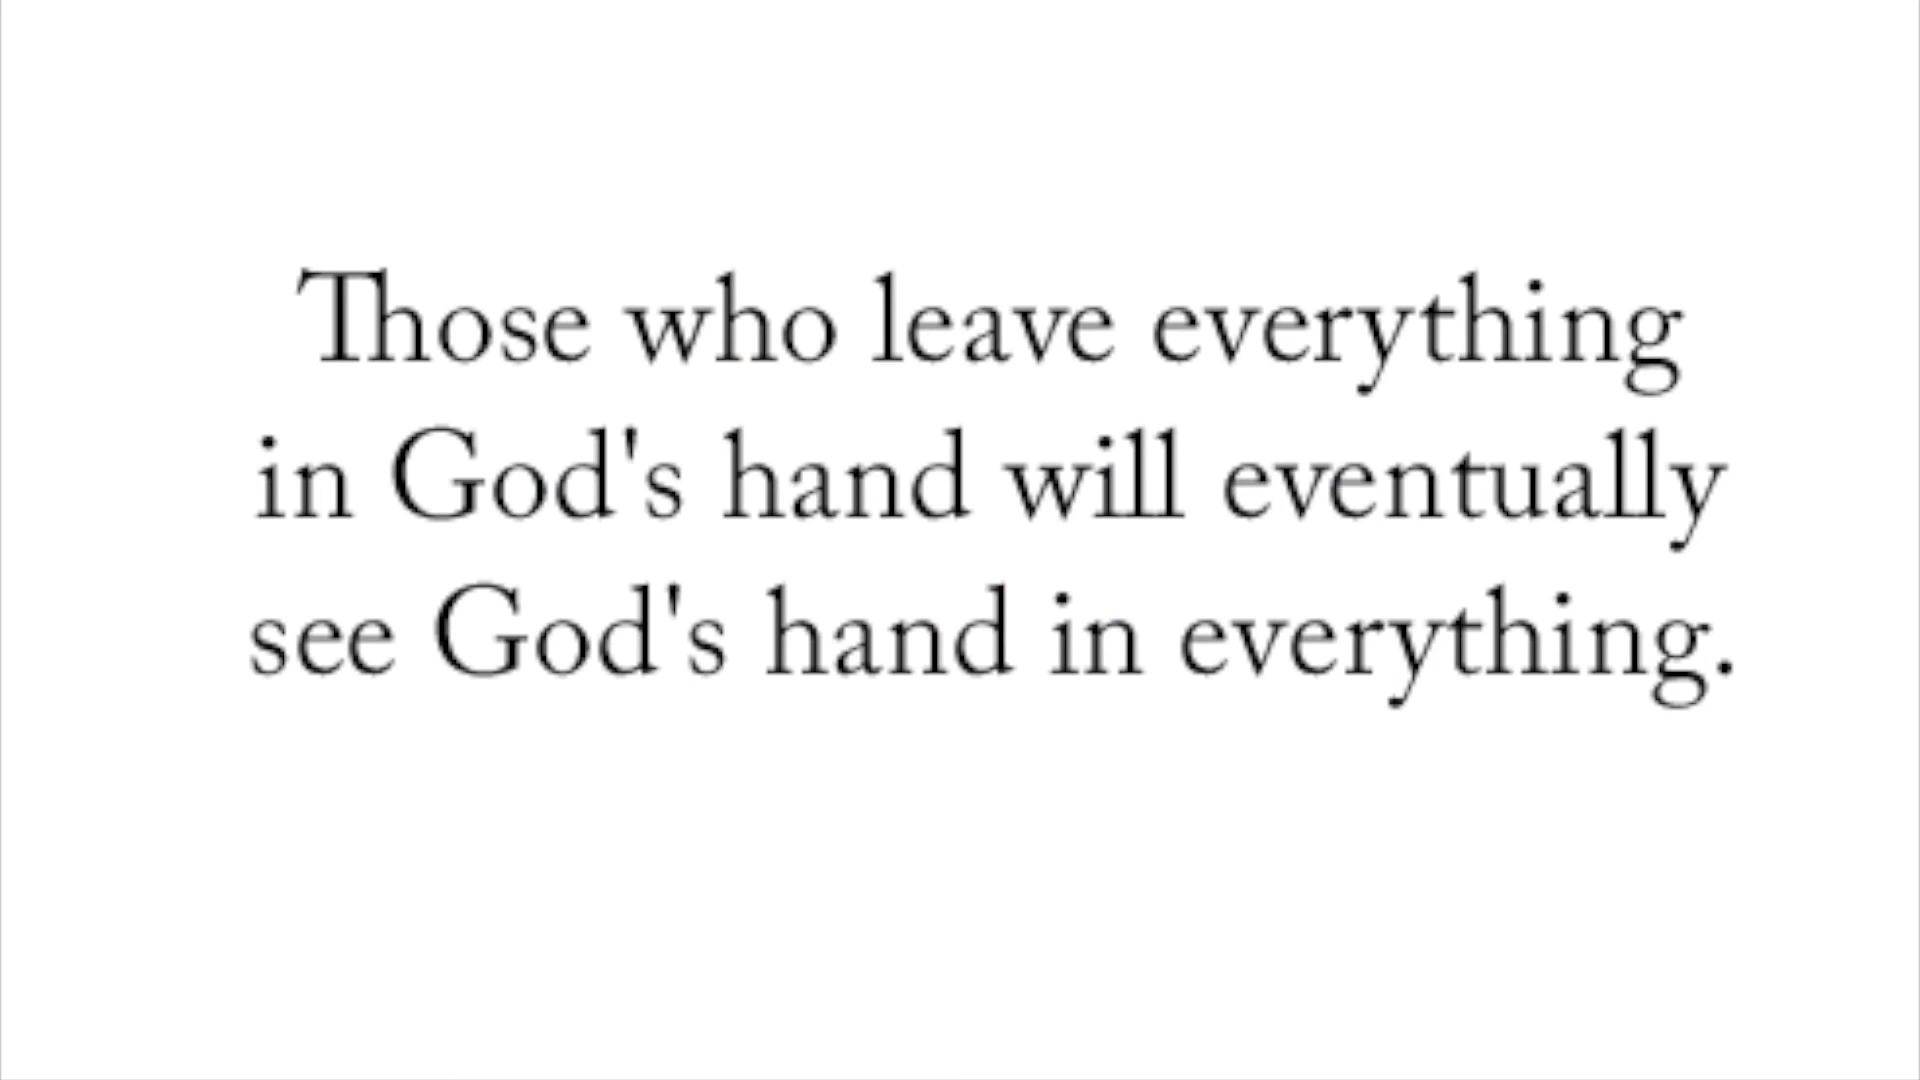 Those who leave everything
in God's hand will eventually
see God's hand in everything.